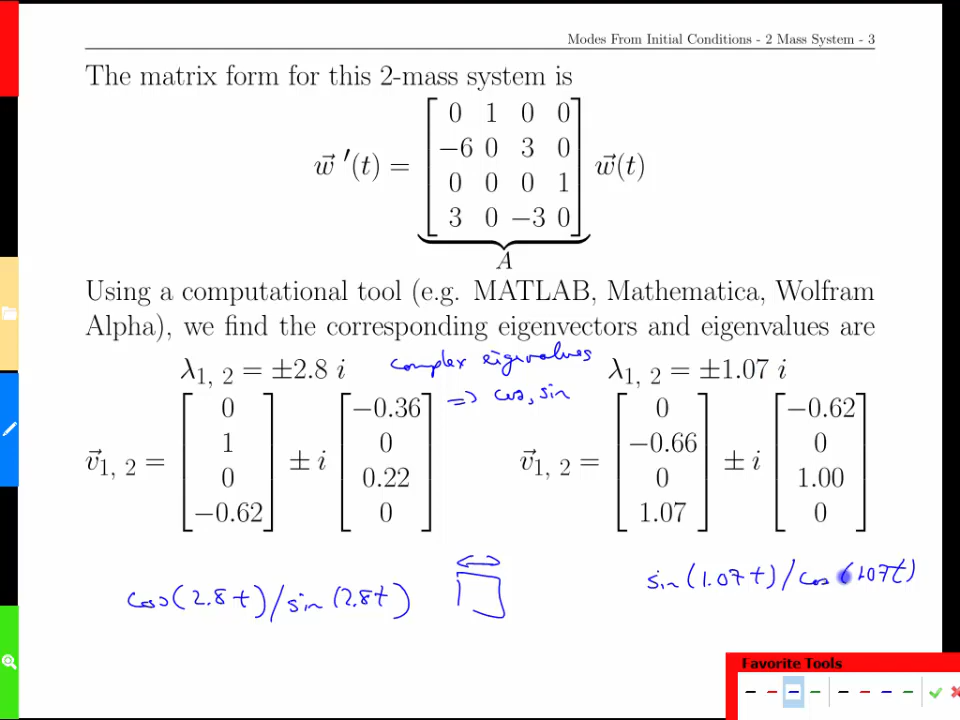 Modes From Initial Conditions - 2 Mass System - 3
The matrix form for this 2-mass system is
w⃗ ′(t) = [0 1 0 0; −6 0 3 0; 0 0 0 1; 3 0 −3 0] w⃗(t)
A
Using a computational tool (e.g. MATLAB, Mathematica, Wolfram
Alpha), we find the corresponding eigenvectors and eigenvalues are
λ1, 2 = ±2.8 i
complex eigenvalues
λ1, 2 = ±1.07 i
=> cos, sin
v⃗1, 2 = [0; 1; 0; −0.62] ± i [−0.36; 0; 0.22; 0]
v⃗1, 2 = [0; −0.66; 0; 1.07] ± i [−0.62; 0; 1.00; 0]
cos(2.8t)/sin(2.8t)
sin(1.07t)/cos(1.07t)
Favorite Tools